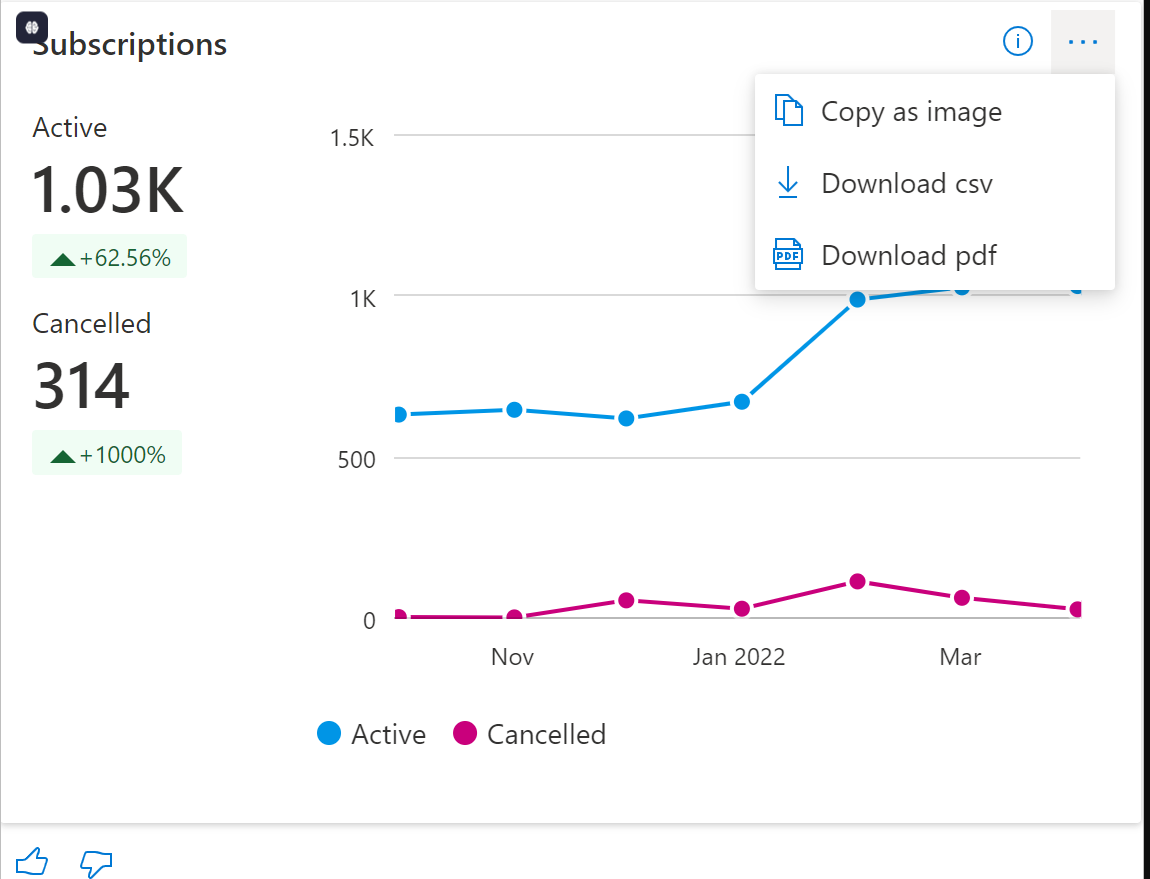 Subscriptions
Active
1.03K
+62.56%
Cancelled
314
+1000%
Copy as image
Download csv
PDF
Download pdf
1.5K
1K
500
0
Nov
Jan 2022
Mar
Active
Cancelled